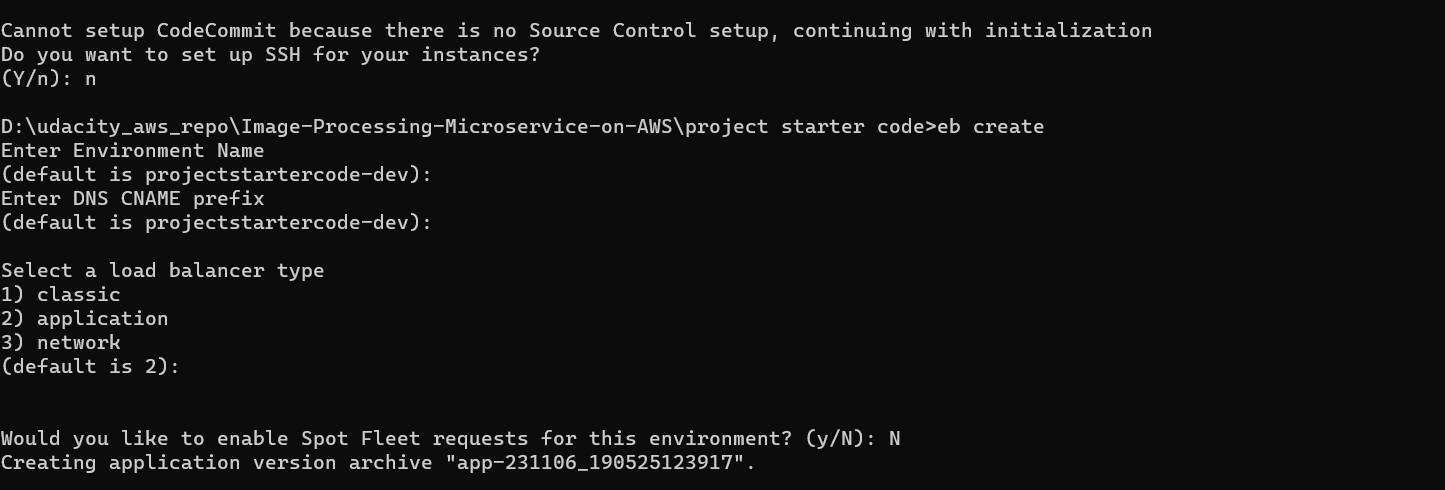 Cannot setup CodeCommit because there is no Source Control setup, continuing with initialization
Do you want to set up SSH for your instances?
(Y/n): n
D:\udacity_aws_repo\Image-Processing-Microservice-on-AWS\project starter code>eb create
Enter Environment Name
(default is projectstartercode-dev):
Enter DNS CNAME prefix
(default is projectstartercode-dev):
Select a load balancer type
1) classic
2) application
3) network
(default is 2):
Would you like to enable Spot Fleet requests for this environment? (y/N): N
Creating application version archive "app-231106_190525123917".